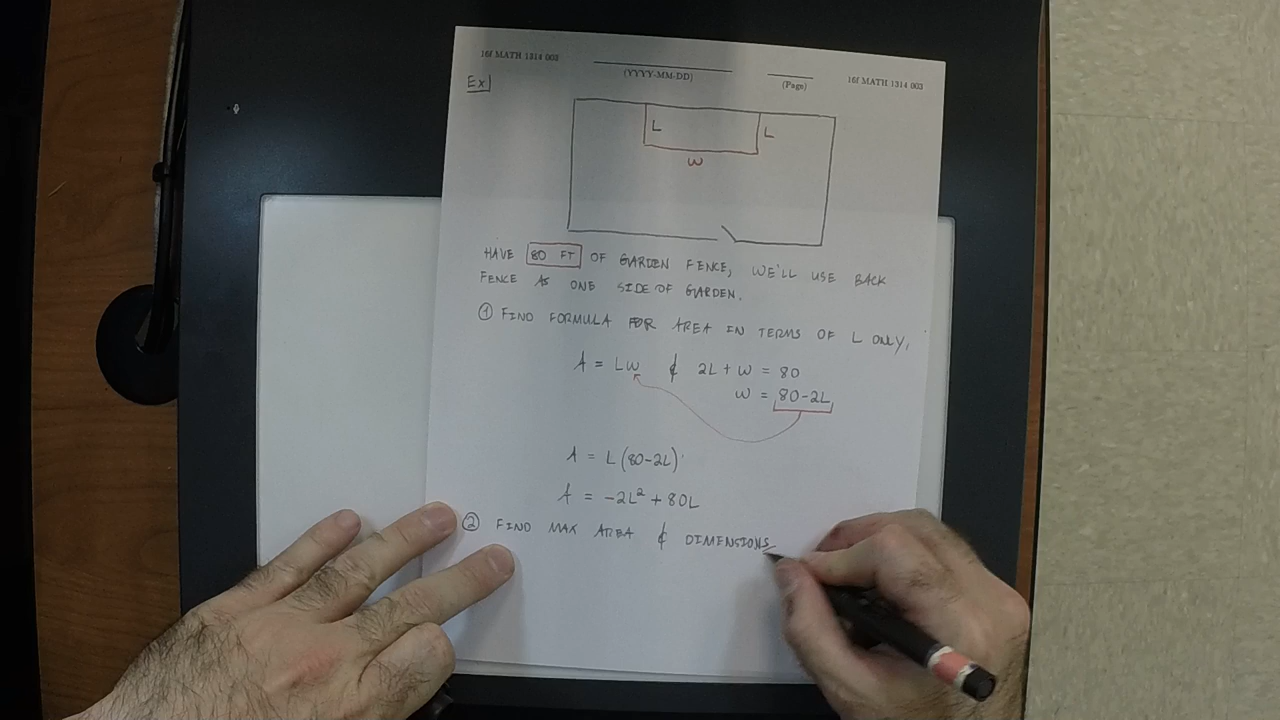 16f MATH 1314 003
(YYYY-MM-DD)
(Page)
16f MATH 1314 003
Ex
L
L
W
HAVE 80 FT OF GARDEN FENCE, WE'LL USE BACK
FENCE AS ONE SIDE OF GARDEN.
① FIND FORMULA FOR AREA IN TERMS OF L ONLY.
A = LW & 2L + W = 80
W = 80-2L
A = L(80-2L)
A = -2L² + 80L
② FIND MAX AREA & DIMENSIONS